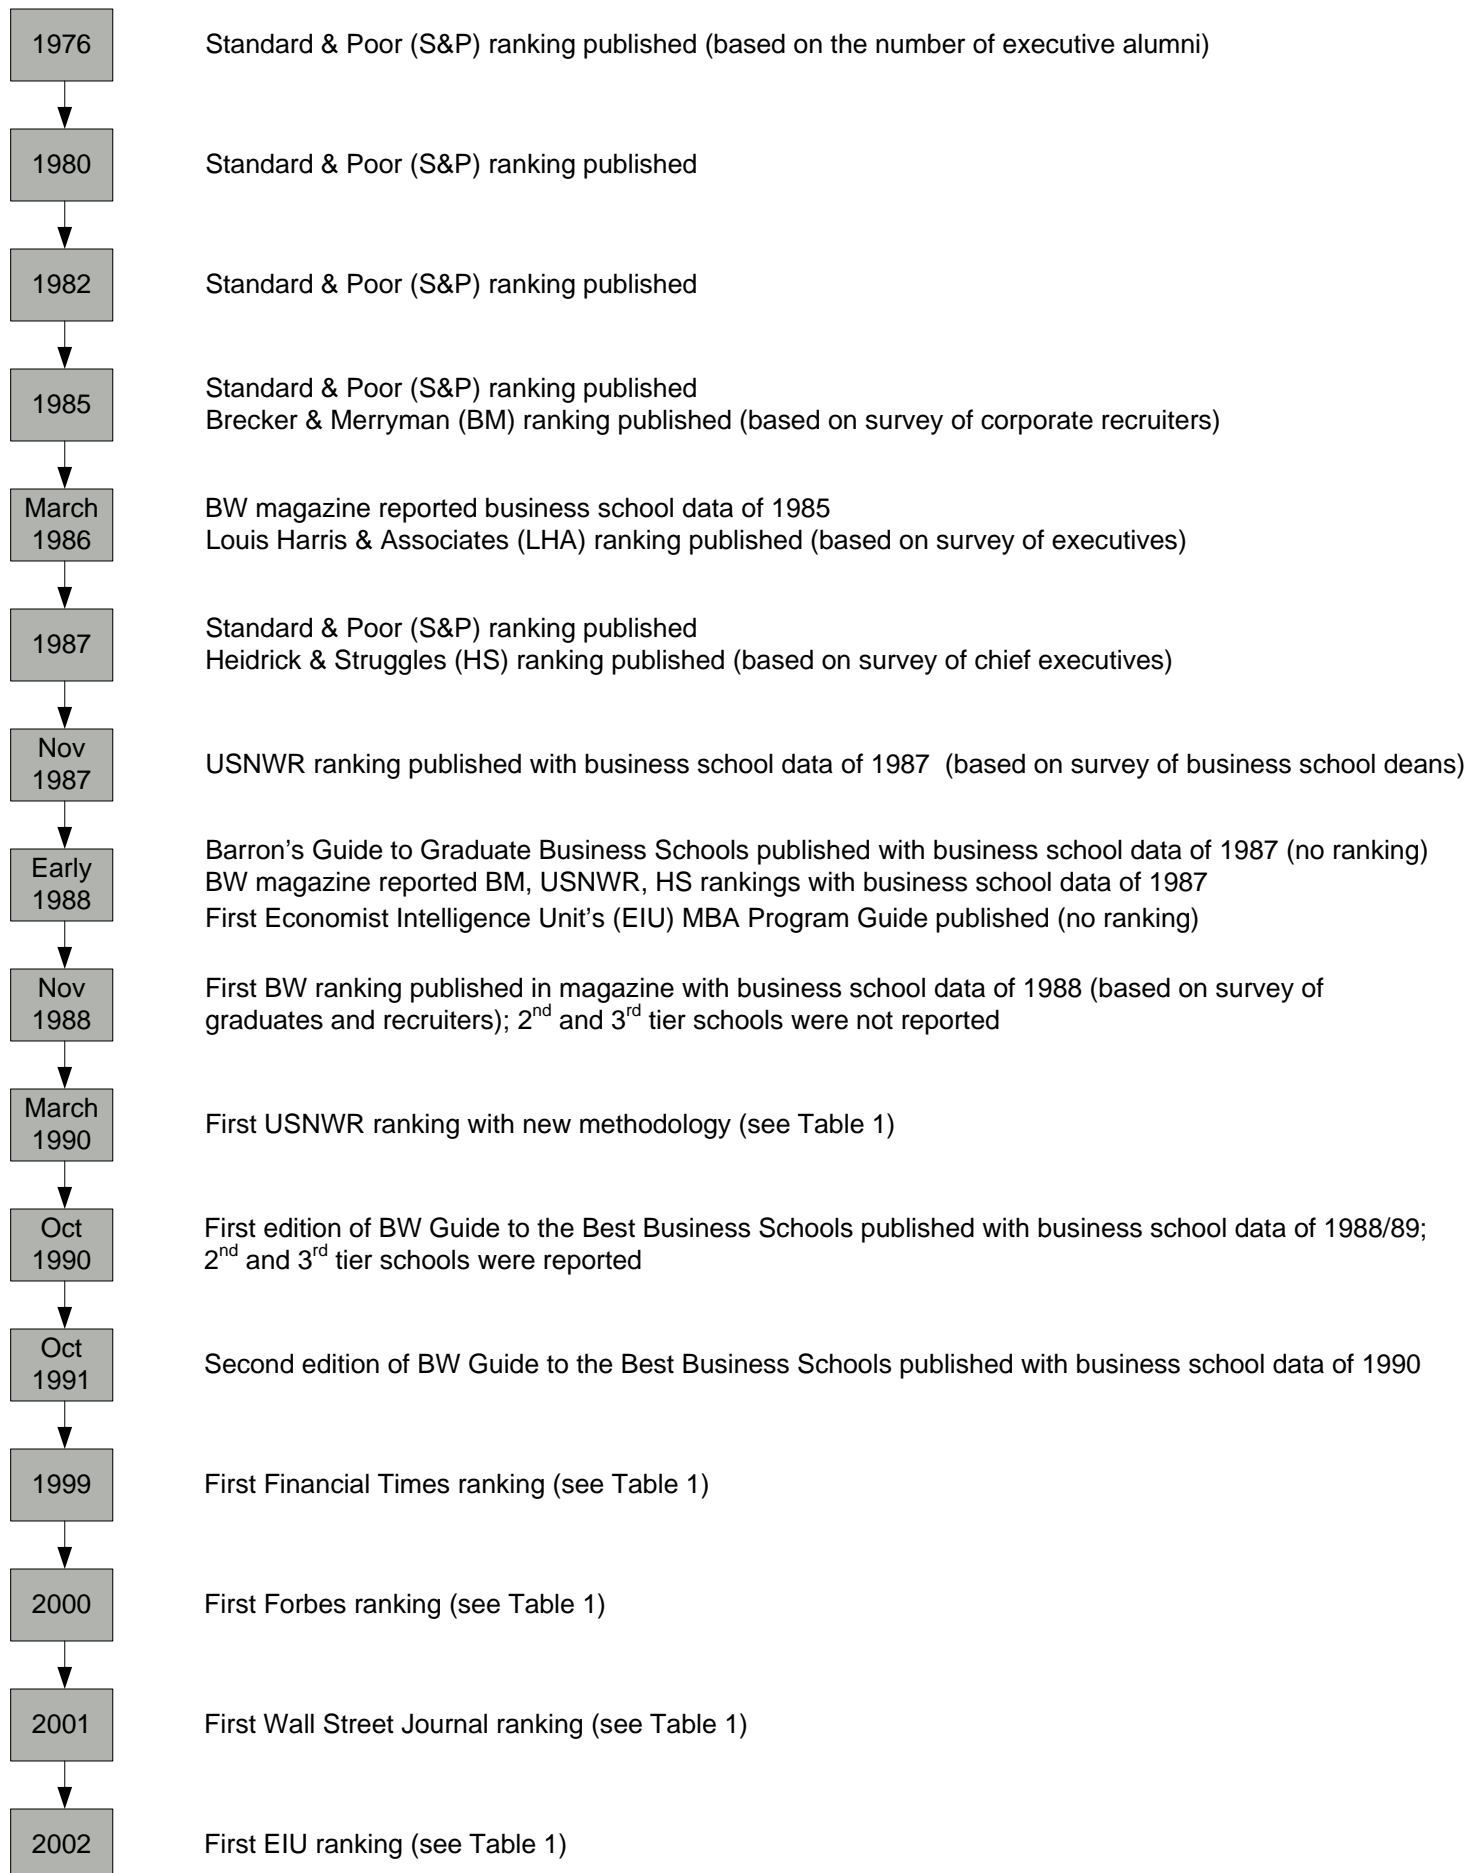 1976
Standard & Poor (S&P) ranking published (based on the number of executive alumni)
1980
Standard & Poor (S&P) ranking published
1982
Standard & Poor (S&P) ranking published
1985
Standard & Poor (S&P) ranking published
Brecker & Merryman (BM) ranking published (based on survey of corporate recruiters)
March
1986
BW magazine reported business school data of 1985
Louis Harris & Associates (LHA) ranking published (based on survey of executives)
1987
Standard & Poor (S&P) ranking published
Heidrick & Struggles (HS) ranking published (based on survey of chief executives)
Nov
1987
USNWR ranking published with business school data of 1987  (based on survey of business school deans)
Early
1988
Barron’s Guide to Graduate Business Schools published with business school data of 1987 (no ranking)
BW magazine reported BM, USNWR, HS rankings with business school data of 1987
First Economist Intelligence Unit’s (EIU) MBA Program Guide published (no ranking)
Nov
1988
First BW ranking published in magazine with business school data of 1988 (based on survey of
graduates and recruiters); 2nd and 3rd tier schools were not reported
March
1990
First USNWR ranking with new methodology (see Table 1)
Oct
1990
First edition of BW Guide to the Best Business Schools published with business school data of 1988/89;
2nd and 3rd tier schools were reported
Oct
1991
Second edition of BW Guide to the Best Business Schools published with business school data of 1990
1999
First Financial Times ranking (see Table 1)
2000
First Forbes ranking (see Table 1)
2001
First Wall Street Journal ranking (see Table 1)
2002
First EIU ranking (see Table 1)